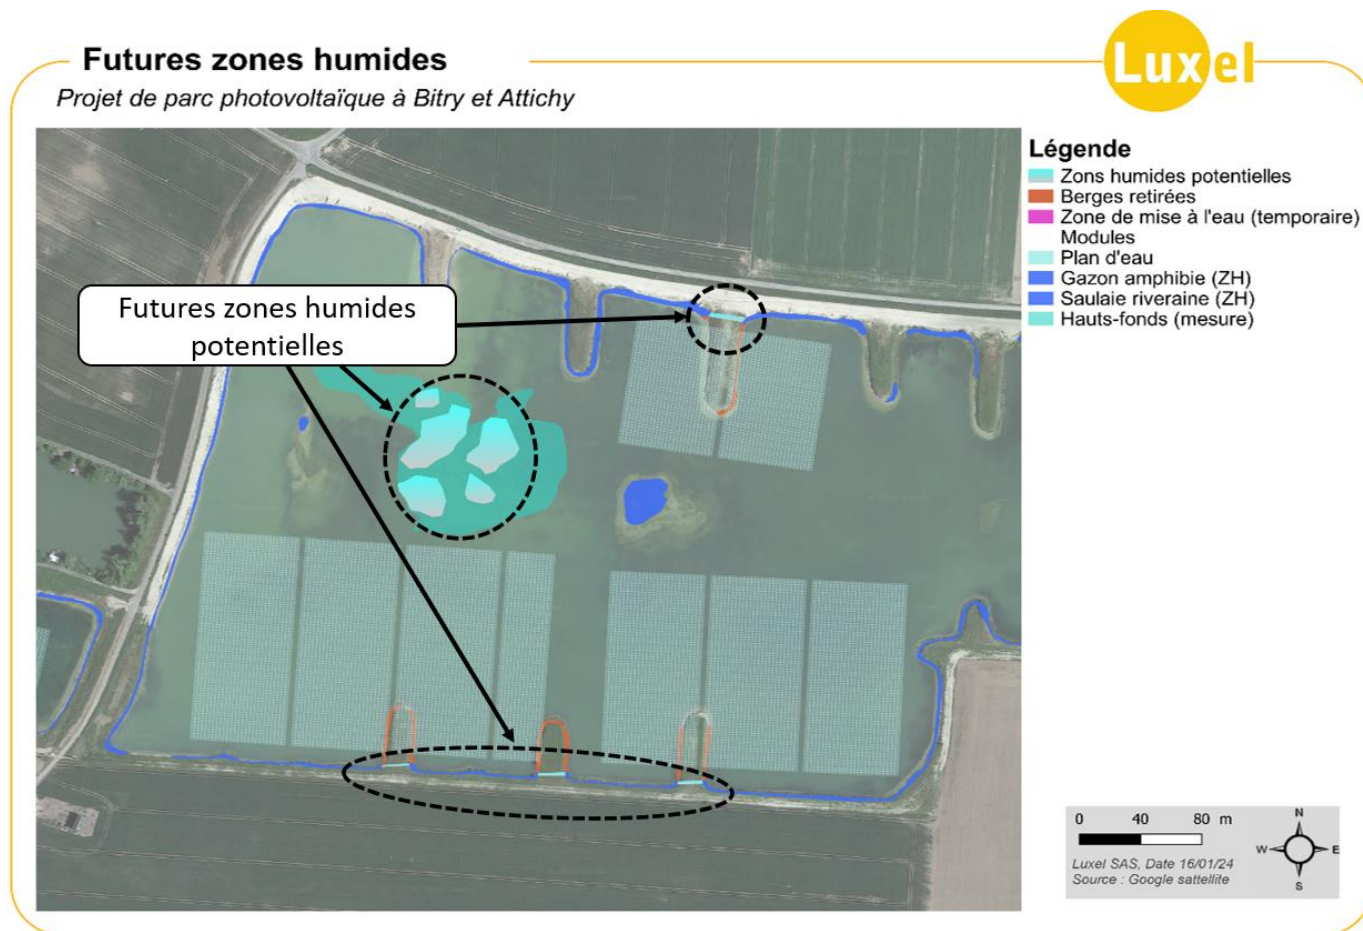 Futures zones humides
Projet de parc photovoltaïque à Bitry et Attichy
Luxel
Futures zones humides
potentielles
Légende
Zons humides potentielles
Berges retirées
Zone de mise à l'eau (temporaire)
Modules
Plan d'eau
Gazon amphibie (ZH)
Saulaie riveraine (ZH)
Hauts-fonds (mesure)
0 40 80 m
Luxel SAS, Date 16/01/24
Source : Google sattellite
N
W E
S